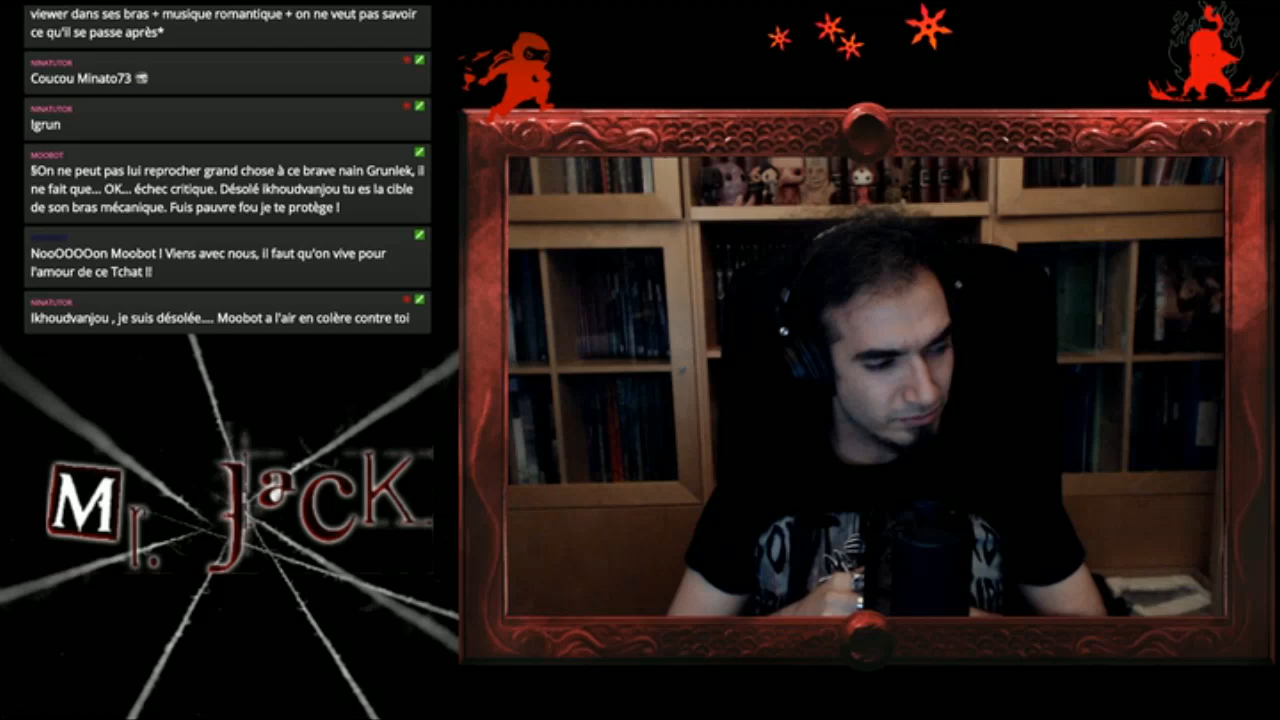 viewer dans ses bras + musique romantique + on ne veut pas savoir
ce qu'il se passe après*
NINATUTOR
Coucou Minato73
NINATUTOR
!grun
MOOBOT
§On ne peut pas lui reprocher grand chose à ce brave nain Grunlek, il
ne fait que... OK... échec critique. Désolé ikhoudvanjou tu es la cible
de son bras mécanique. Fuis pauvre fou je te protège !
NooOOOOon Moobot ! Viens avec nous, il faut qu'on vive pour
l'amour de ce Tchat !!
NINATUTOR
Ikhoudvanjou , je suis désolée.... Moobot a l'air en colère contre toi
Mr. Jack